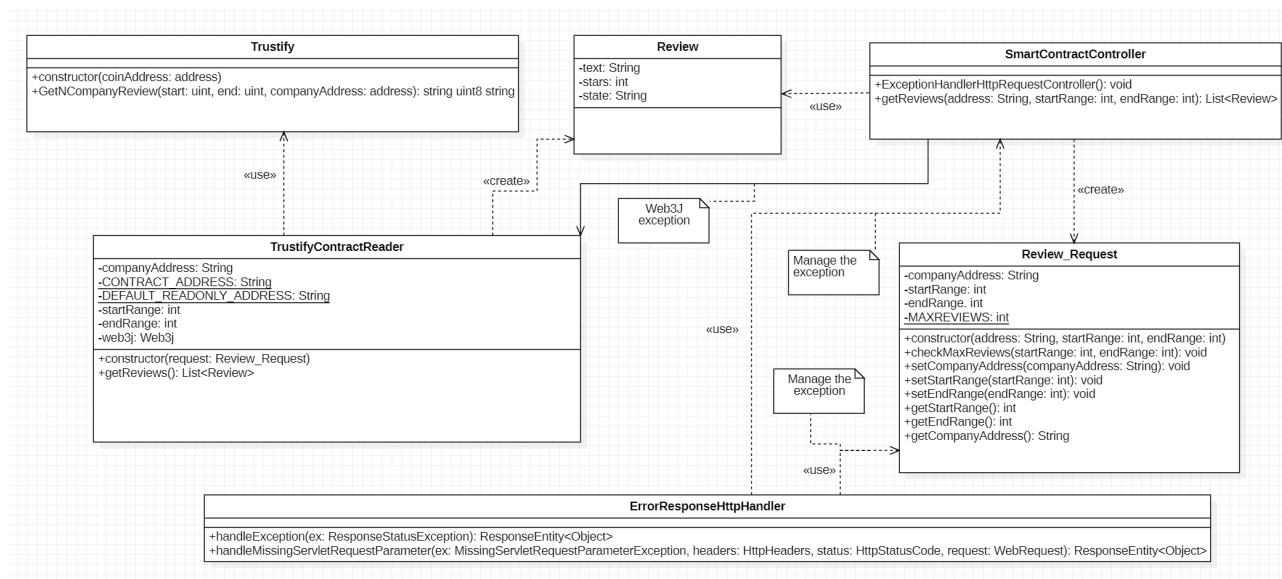 Trustify
+constructor(coinAddress: address)
+GetNCompanyReview(start: uint, end: uint, companyAddress: address): string uint8 string
Review
-text: String
-stars: int
-state: String
SmartContractController
+ExceptionHandlerHttpRequestController(): void
+getReviews(address: String, startRange: int, endRange: int): List<Review>
«use»
«use»
«create»
«create»
Web3J
exception
TrustifyContractReader
-companyAddress: String
-CONTRACT_ADDRESS: String
-DEFAULT_READONLY_ADDRESS: String
-startRange: int
-endRange: int
-web3j: Web3j
+constructor(request: Review_Request)
+getReviews(): List<Review>
Manage the
exception
Review_Request
-companyAddress: String
-startRange: int
-endRange. int
-MAXREVIEWS: int
+constructor(address: String, startRange: int, endRange: int)
+checkMaxReviews(startRange: int, endRange: int): void
+setCompanyAddress(companyAddress: String): void
+setStartRange(startRange: int): void
+setEndRange(endRange: int): void
+getStartRange(): int
+getEndRange(): int
+getCompanyAddress(): String
«use»
Manage the
exception
«use»
ErrorResponseHttpHandler
+handleException(ex: ResponseStatusException): ResponseEntity<Object>
+handleMissingServletRequestParameter(ex: MissingServletRequestParameterException, headers: HttpHeaders, status: HttpStatusCode, request: WebRequest): ResponseEntity<Object>